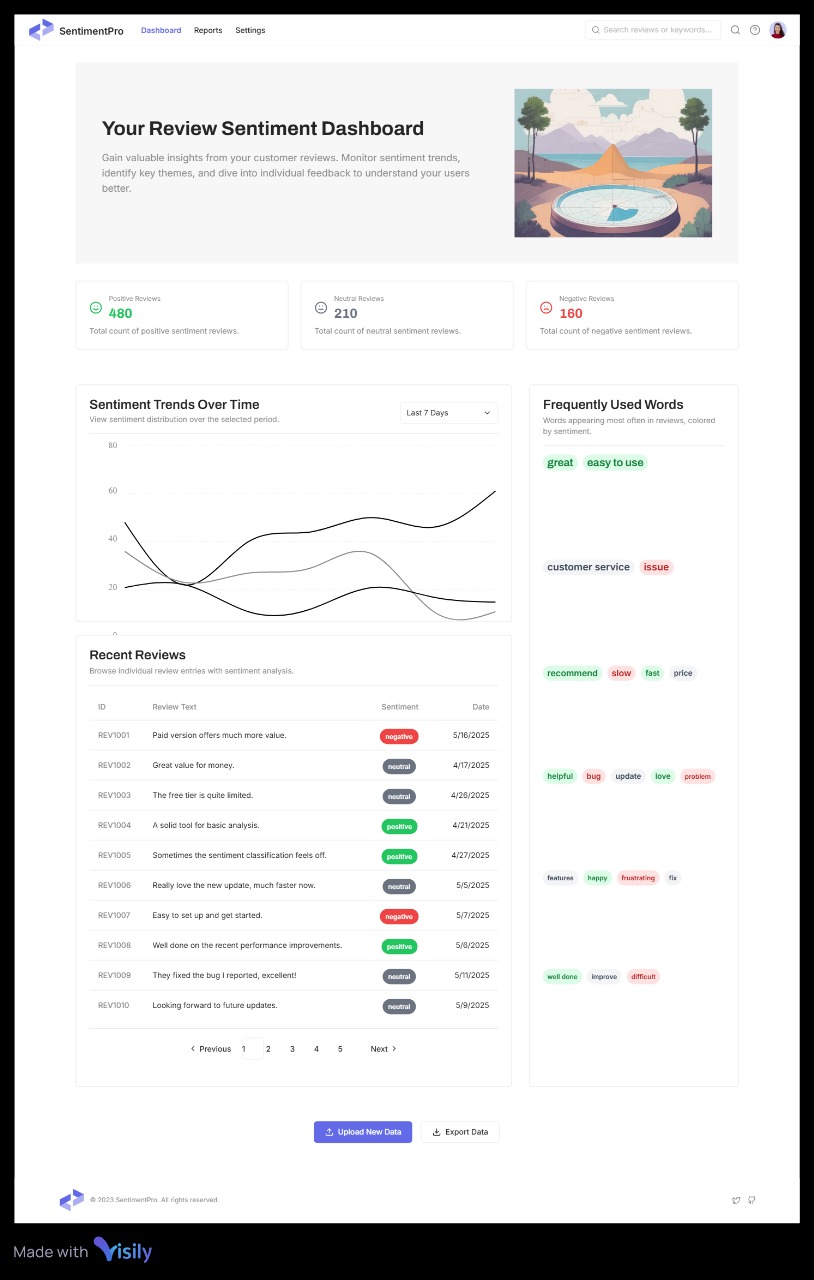 SentimentPro Dashboard Reports Settings Search reviews or keywords...
Your Review Sentiment Dashboard
Gain valuable insights from your customer reviews. Monitor sentiment trends,
identify key themes, and dive into individual feedback to understand your users
better.
Positive Reviews
480
Total count of positive sentiment reviews.
Neutral Reviews
210
Total count of neutral sentiment reviews.
Negative Reviews
160
Total count of negative sentiment reviews.
Sentiment Trends Over Time
View sentiment distribution over the selected period.
Last 7 Days
80
60
40
20
0
Frequently Used Words
Words appearing most often in reviews, colored
by sentiment.
great easy to use
customer service issue
recommend slow fast price
helpful bug update love problem
features happy frustrating fix
well done improve difficult
Recent Reviews
Browse individual review entries with sentiment analysis.
ID Review Text Sentiment Date
REV1001 Paid version offers much more value. negative 5/16/2025
REV1002 Great value for money. neutral 4/17/2025
REV1003 The free tier is quite limited. neutral 4/26/2025
REV1004 A solid tool for basic analysis. positive 4/21/2025
REV1005 Sometimes the sentiment classification feels off. positive 4/27/2025
REV1006 Really love the new update, much faster now. neutral 5/5/2025
REV1007 Easy to set up and get started. negative 5/7/2025
REV1008 Well done on the recent performance improvements. positive 5/6/2025
REV1009 They fixed the bug I reported, excellent! neutral 5/11/2025
REV1010 Looking forward to future updates. neutral 5/9/2025
Previous 1 2 3 4 5 Next
Upload New Data Export Data
© 2023 SentimentPro. All rights reserved.
Made with Visily